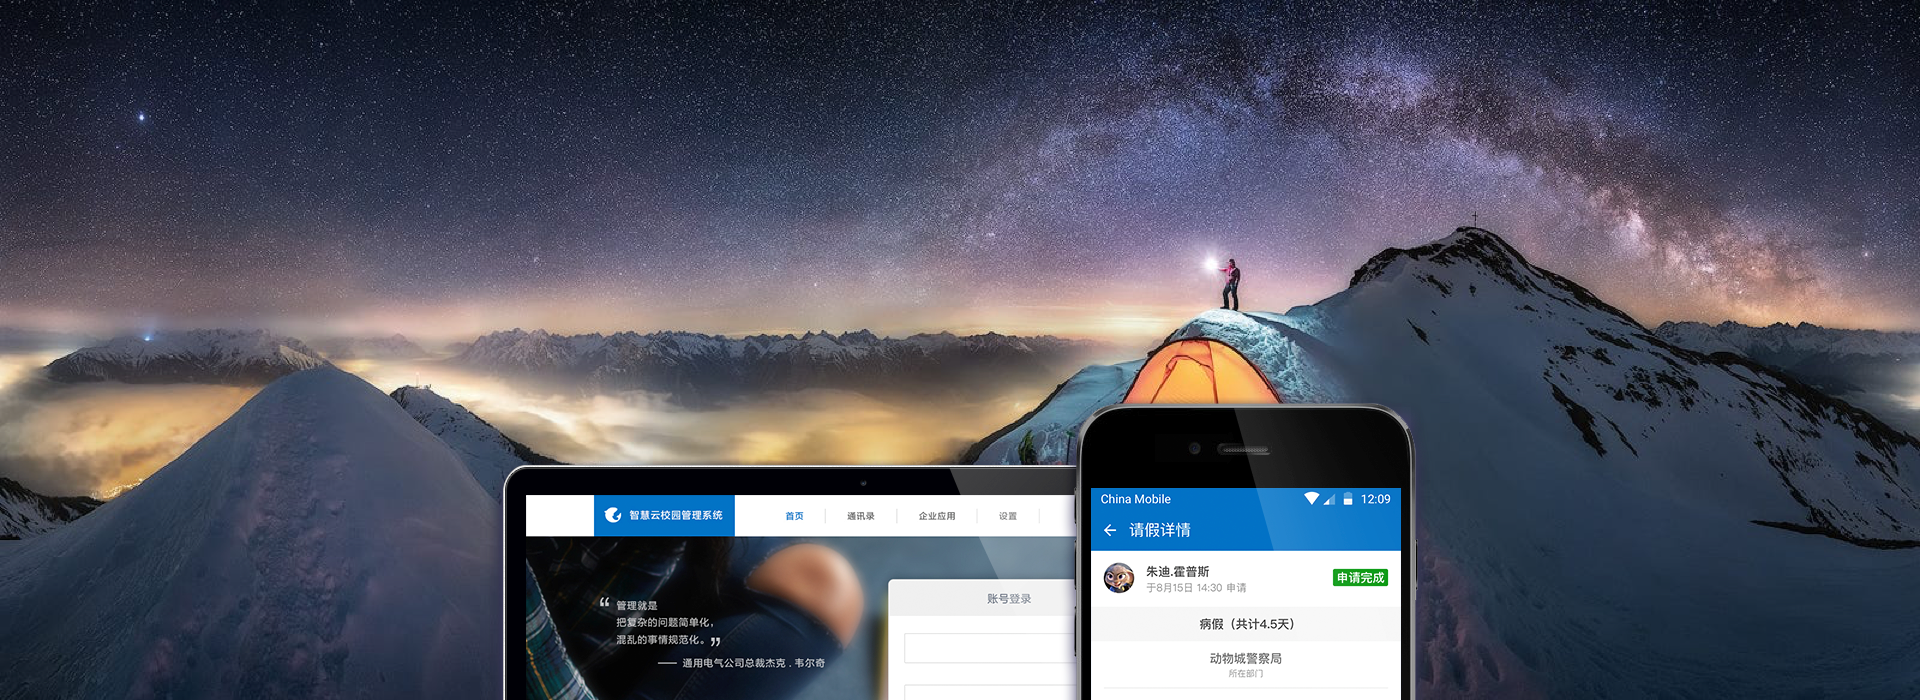 智慧云校园管理系统
首页
通讯录
企业应用
设置
“ 管理就是
把复杂的问题简单化，
混乱的事情规范化。 ”
—— 通用电气公司总裁杰克 . 韦尔奇
账号登录
China Mobile
12:09
请假详情
朱迪.霍普斯
于8月15日 14:30 申请
申请完成
病假（共计4.5天）
动物城警察局
所在部门